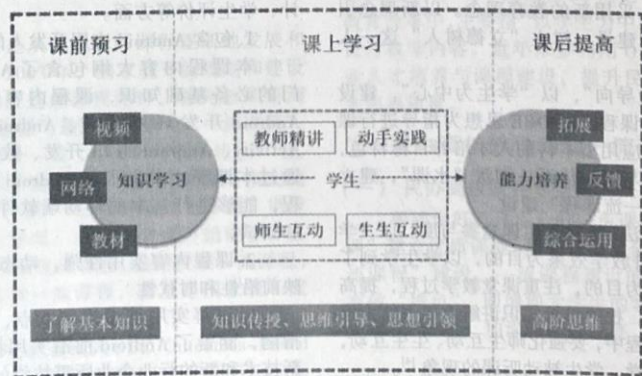 课前预习 课上学习 课后提高
视频 教师精讲 动手实践 拓展
网络 知识学习 学生 能力培养 反馈
教材 师生互动 生生互动 综合运用
了解基本知识 知识传授、思维引导、思想引领 高阶思维